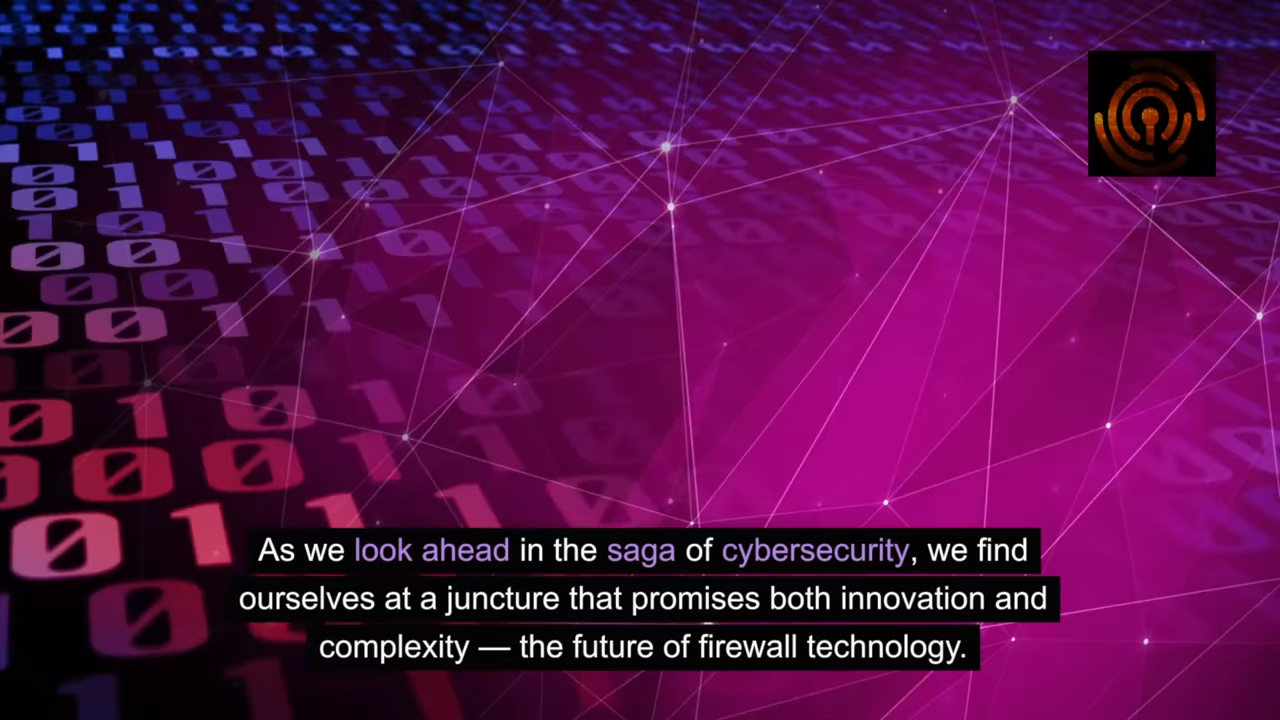 As we look ahead in the saga of cybersecurity, we find
ourselves at a juncture that promises both innovation and
complexity — the future of firewall technology.